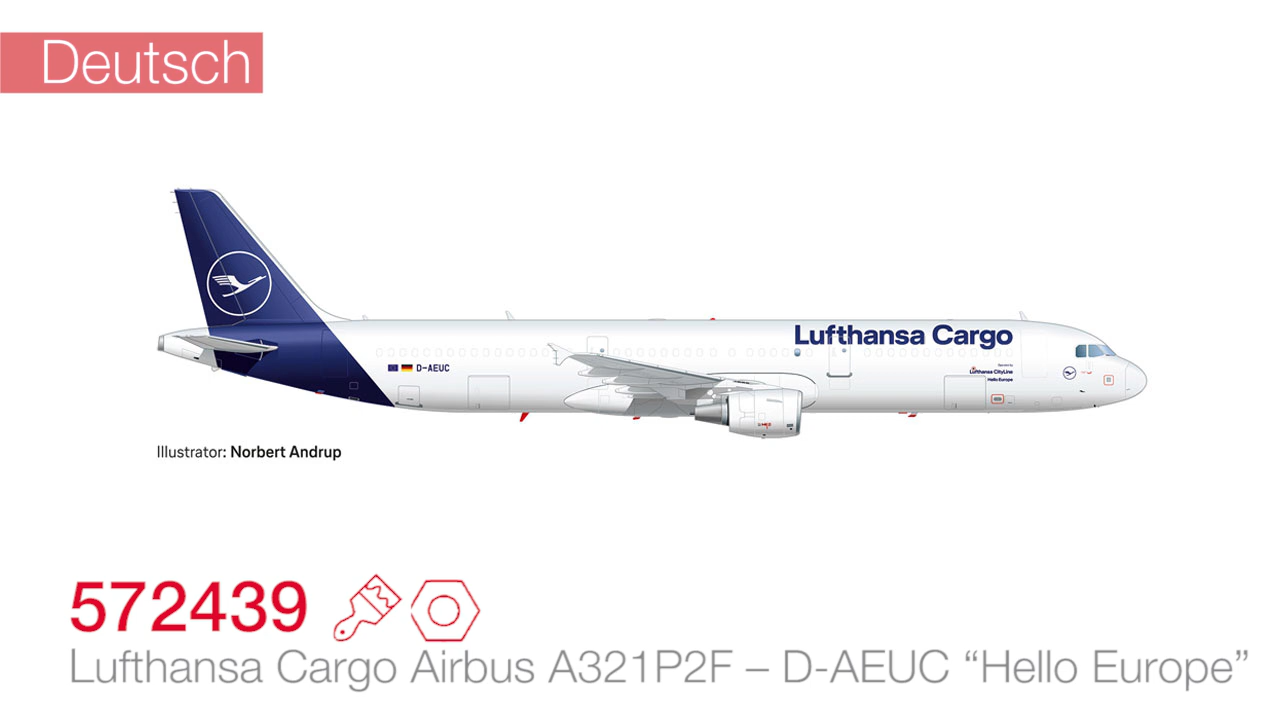 Deutsch
Lufthansa Cargo
D-AEUC
Lufthansa CityLine
Hello Europe
Illustrator: Norbert Andrup
572439
Lufthansa Cargo Airbus A321P2F – D-AEUC “Hello Europe”